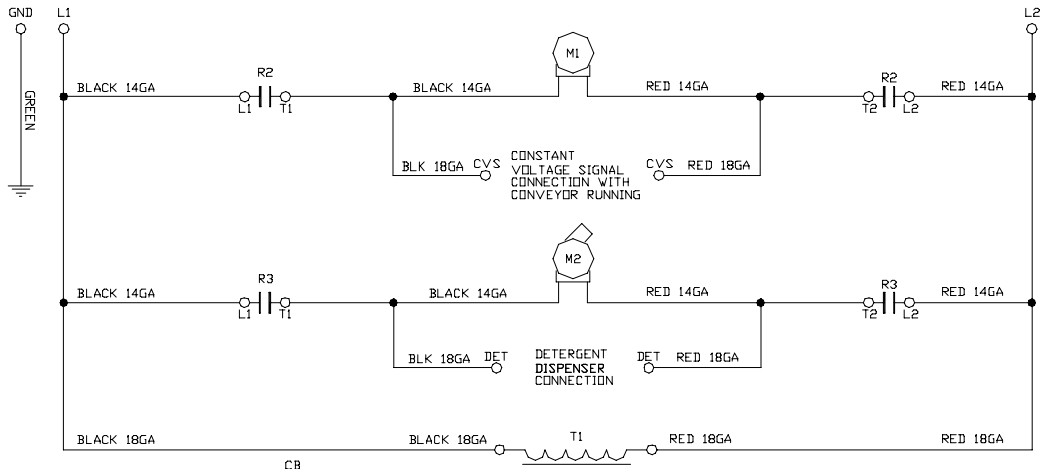 GND
L1
L2
M1
R2
R2
BLACK 14GA
BLACK 14GA
RED 14GA
RED 14GA
L1
T1
T2
L2
GREEN
BLK 18GA
CVS
CONSTANT
VOLTAGE SIGNAL
CONNECTION WITH
CONVEYOR RUNNING
CVS
RED 18GA
M2
R3
R3
BLACK 14GA
BLACK 14GA
RED 14GA
RED 14GA
L1
T1
T2
L2
BLK 18GA
DET
DETERGENT
DISPENSER
CONNECTION
DET
RED 18GA
BLACK 18GA
BLACK 18GA
T1
RED 18GA
RED 18GA
CB